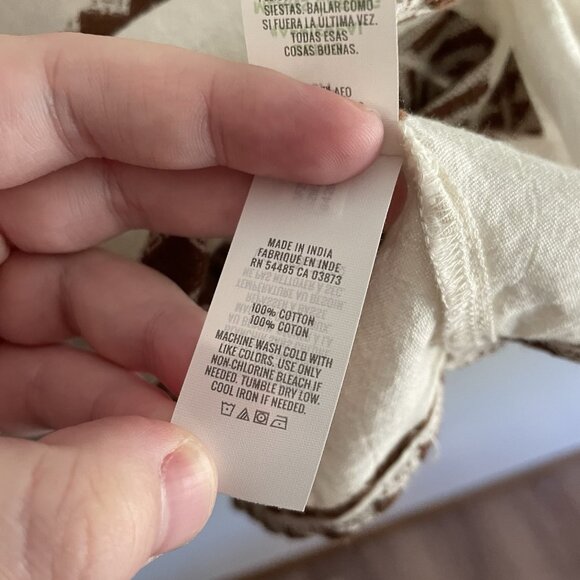 SIESTAS. BAILAR COMO
SI FUERA LA ÚLTIMA VEZ.
TODAS ESAS
COSAS BUENAS.
AEO
MADE IN INDIA
FABRIQUÉ EN INDE
RN 54485 CA 03873
100% COTTON
100% COTON
MACHINE WASH COLD WITH
LIKE COLORS. USE ONLY
NON-CHLORINE BLEACH IF
NEEDED. TUMBLE DRY LOW.
COOL IRON IF NEEDED.